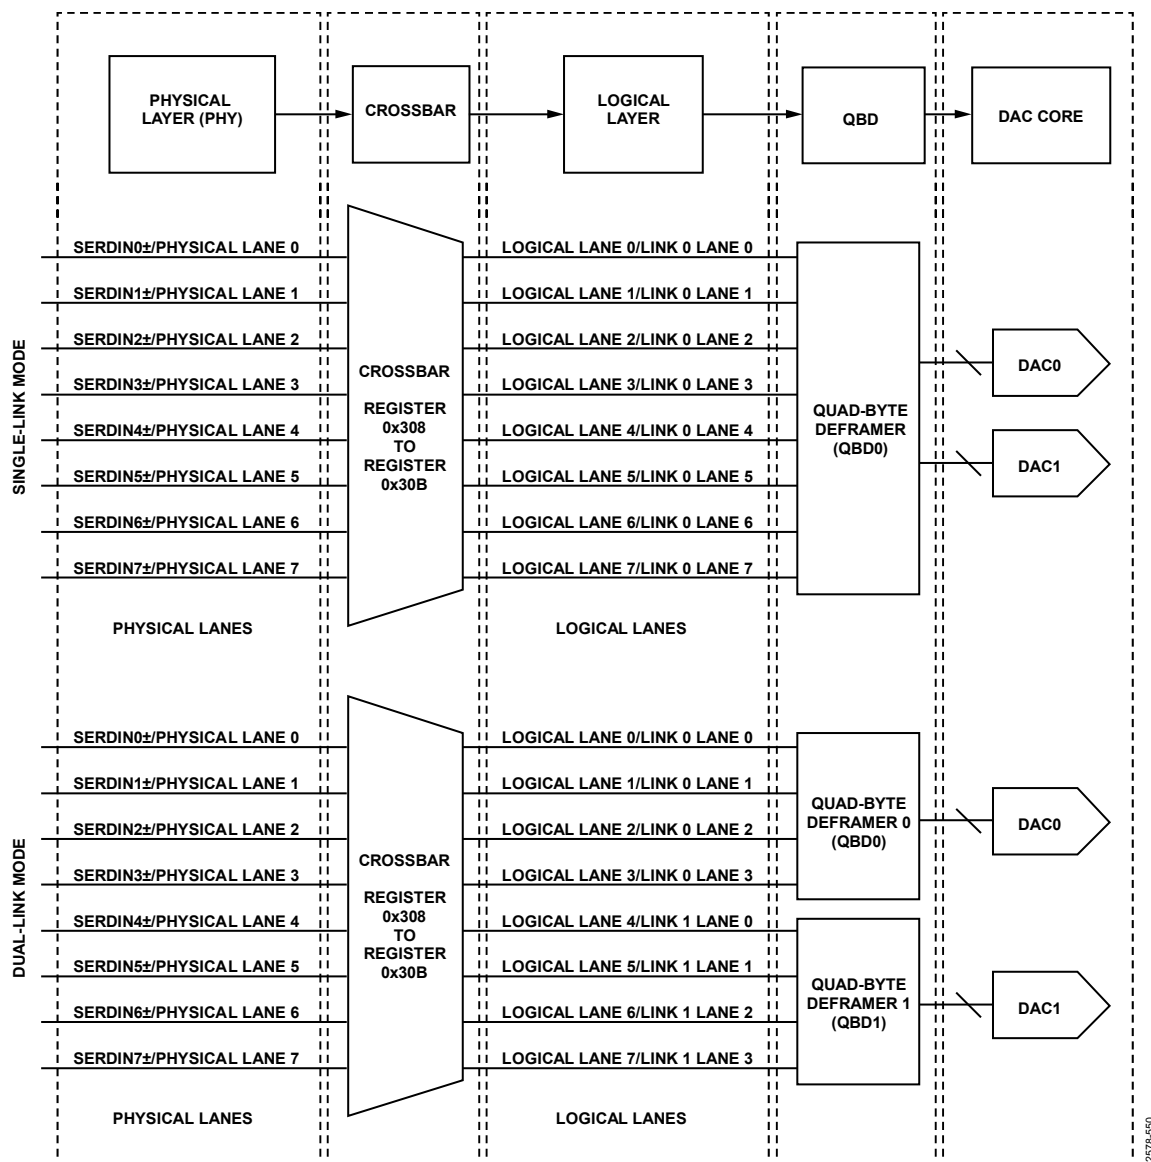 PHYSICAL
LAYER (PHY)
CROSSBAR
LOGICAL
LAYER
QBD
DAC CORE
SINGLE-LINK MODE
SERDIN0±/PHYSICAL LANE 0
SERDIN1±/PHYSICAL LANE 1
SERDIN2±/PHYSICAL LANE 2
SERDIN3±/PHYSICAL LANE 3
SERDIN4±/PHYSICAL LANE 4
SERDIN5±/PHYSICAL LANE 5
SERDIN6±/PHYSICAL LANE 6
SERDIN7±/PHYSICAL LANE 7
PHYSICAL LANES
CROSSBAR
REGISTER
0x308
TO
REGISTER
0x30B
LOGICAL LANE 0/LINK 0 LANE 0
LOGICAL LANE 1/LINK 0 LANE 1
LOGICAL LANE 2/LINK 0 LANE 2
LOGICAL LANE 3/LINK 0 LANE 3
LOGICAL LANE 4/LINK 0 LANE 4
LOGICAL LANE 5/LINK 0 LANE 5
LOGICAL LANE 6/LINK 0 LANE 6
LOGICAL LANE 7/LINK 0 LANE 7
LOGICAL LANES
QUAD-BYTE
DEFRAMER
(QBD0)
DAC0
DAC1
DUAL-LINK MODE
SERDIN0±/PHYSICAL LANE 0
SERDIN1±/PHYSICAL LANE 1
SERDIN2±/PHYSICAL LANE 2
SERDIN3±/PHYSICAL LANE 3
SERDIN4±/PHYSICAL LANE 4
SERDIN5±/PHYSICAL LANE 5
SERDIN6±/PHYSICAL LANE 6
SERDIN7±/PHYSICAL LANE 7
PHYSICAL LANES
CROSSBAR
REGISTER
0x308
TO
REGISTER
0x30B
LOGICAL LANE 0/LINK 0 LANE 0
LOGICAL LANE 1/LINK 0 LANE 1
LOGICAL LANE 2/LINK 0 LANE 2
LOGICAL LANE 3/LINK 0 LANE 3
LOGICAL LANE 4/LINK 1 LANE 0
LOGICAL LANE 5/LINK 1 LANE 1
LOGICAL LANE 6/LINK 1 LANE 2
LOGICAL LANE 7/LINK 1 LANE 3
LOGICAL LANES
QUAD-BYTE
DEFRAMER 0
(QBD0)
QUAD-BYTE
DEFRAMER 1
(QBD1)
DAC0
DAC1